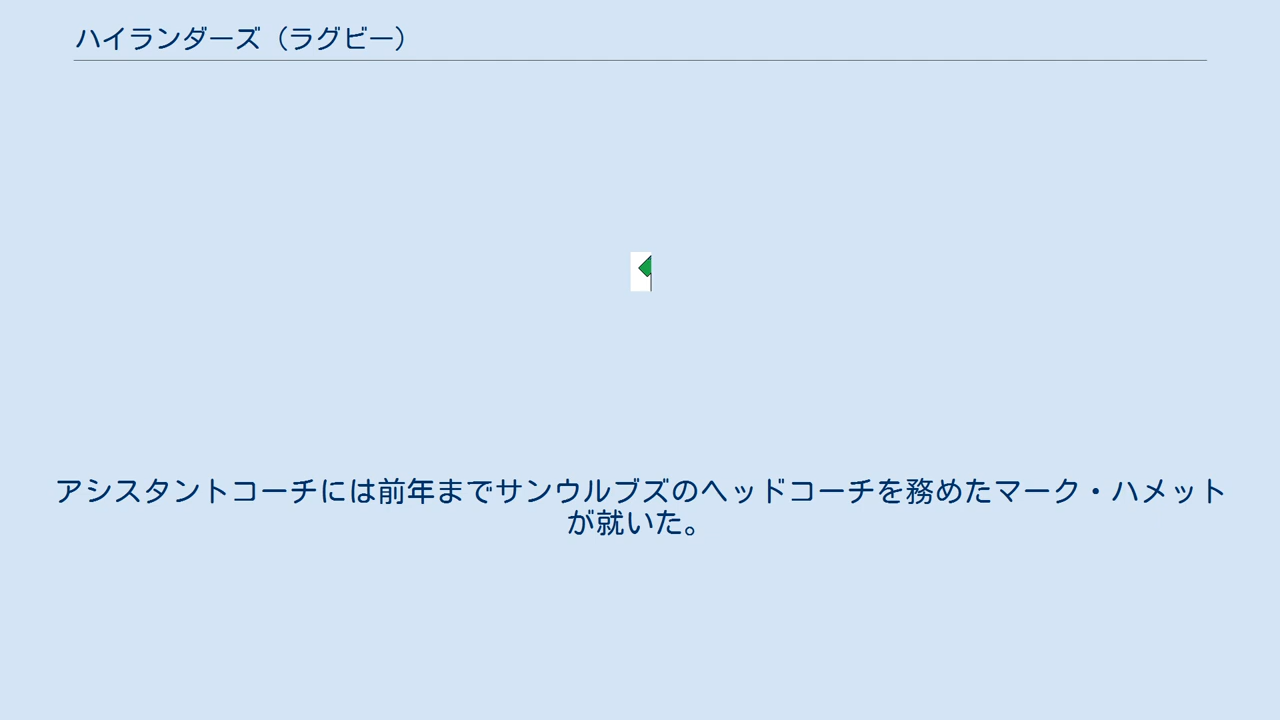 ハイランダーズ（ラグビー）
アシスタントコーチには前年までサンウルブズのヘッドコーチを務めたマーク・ハメット
が就いた。